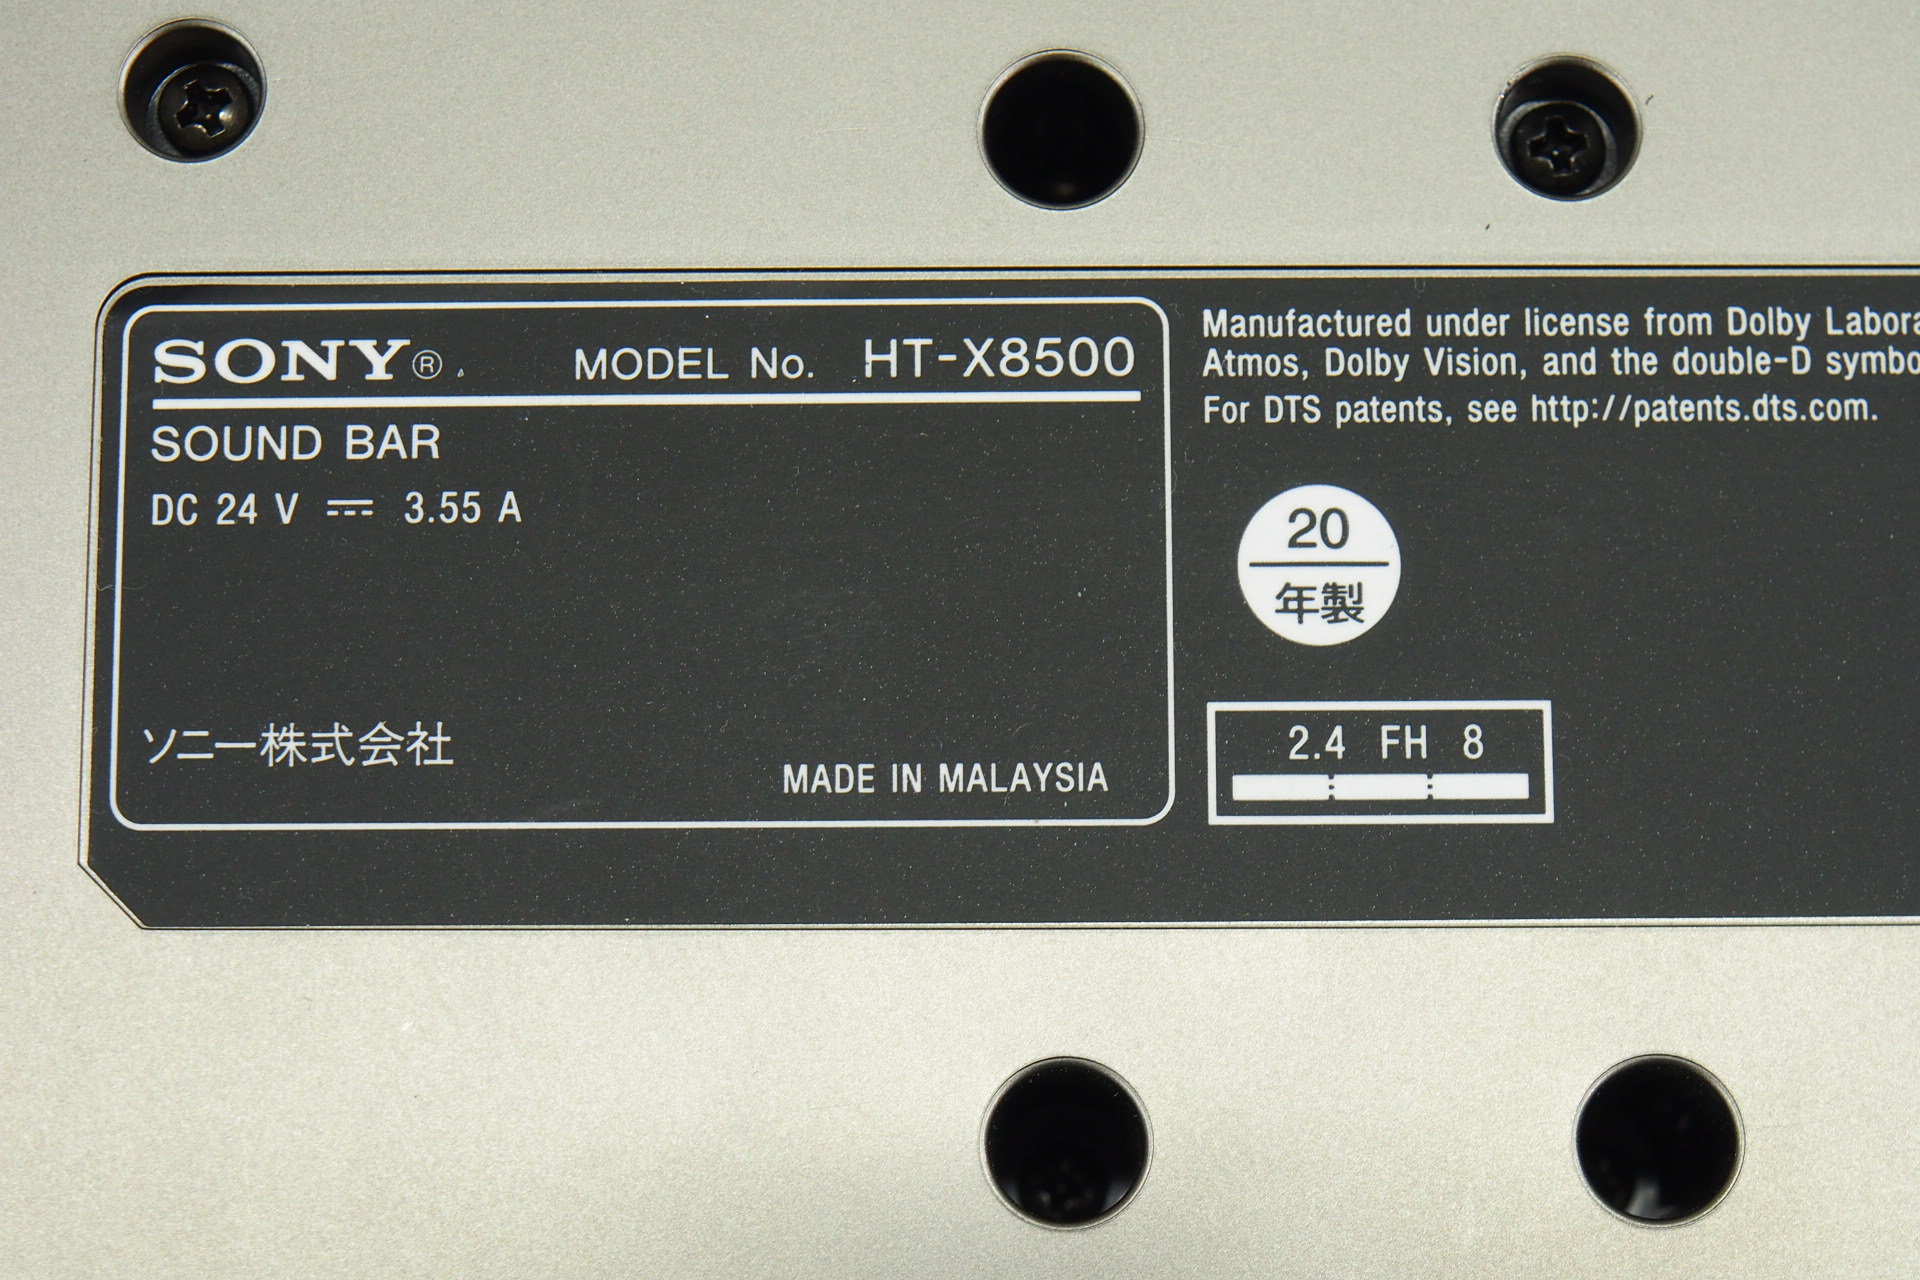 SONY® MODEL No. HT-X8500
SOUND BAR
DC 24 V ⎓ 3.55 A
ソニー株式会社
MADE IN MALAYSIA
Manufactured under license from Dolby
Atmos, Dolby Vision, and the double-D
For DTS patents, see http://patents.dts.com.
20
年製
2.4 FH 8